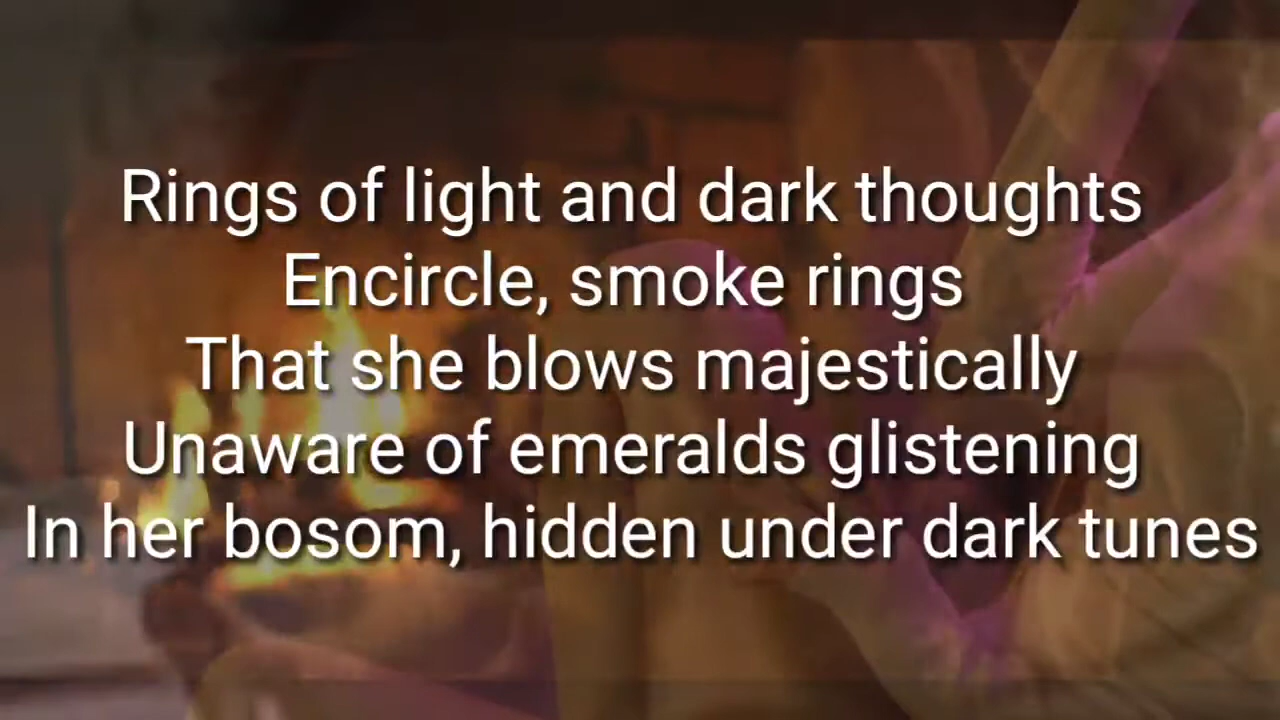 Rings of light and dark thoughts
Encircle, smoke rings
That she blows majestically
Unaware of emeralds glistening
In her bosom, hidden under dark tunes